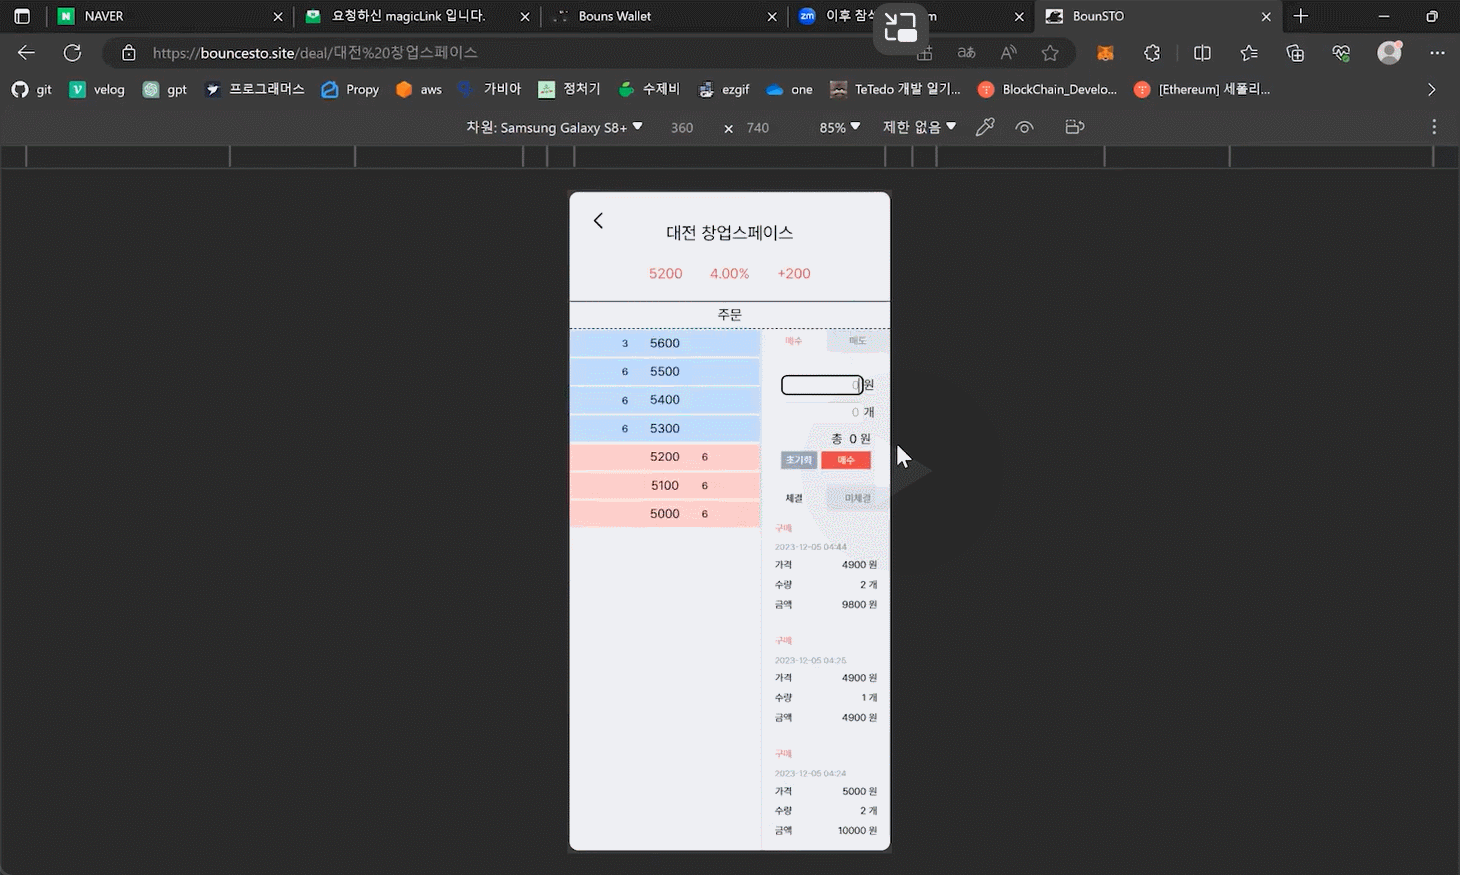 NAVER
요청하신 magicLink 입니다.
Bouns Wallet
이후 참석
BounSTO
https://bouncesto.site/deal/대전%20창업스페이스
git velog gpt 프로그래머스 Propy aws 가비아 정처기 수제비 ezgif one TeTedo 개발 일기... BlockChain_Develo... [Ethereum] 세폴리...
차원: Samsung Galaxy S8+ 360 × 740 85% 제한 없음
대전 창업스페이스
5200 4.00% +200
주문
3 5600
6 5500
6 5400
6 5300
5200 6
5100 6
5000 6
매수 매도
0 원
0 개
총 0 원
초기화 매수
체결 미체결
구매
2023-12-05 04:44
가격 4900 원
수량 2 개
금액 9800 원
구매
2023-12-05 04:25
가격 4900 원
수량 1 개
금액 4900 원
구매
2023-12-05 04:24
가격 5000 원
수량 2 개
금액 10000 원